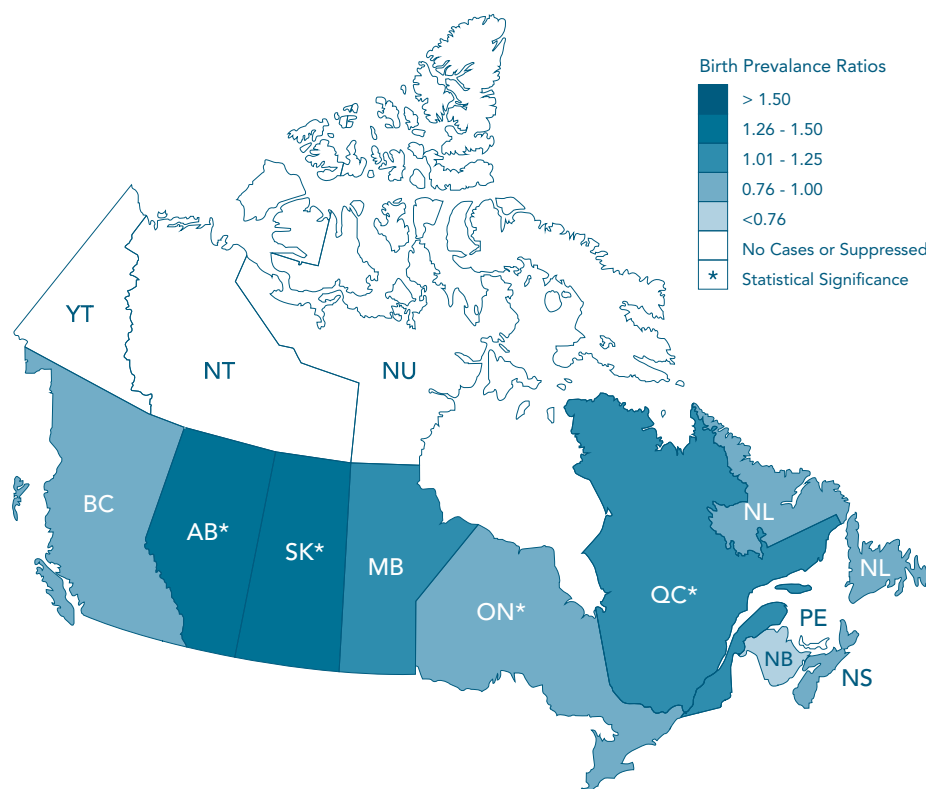 Birth Prevalance Ratios
> 1.50
1.26 - 1.50
1.01 - 1.25
0.76 - 1.00
<0.76
No Cases or Suppressed
* Statistical Significance
YT
NT
NU
BC
AB*
SK*
MB
ON*
QC*
NL
NL
PE
NB
NS